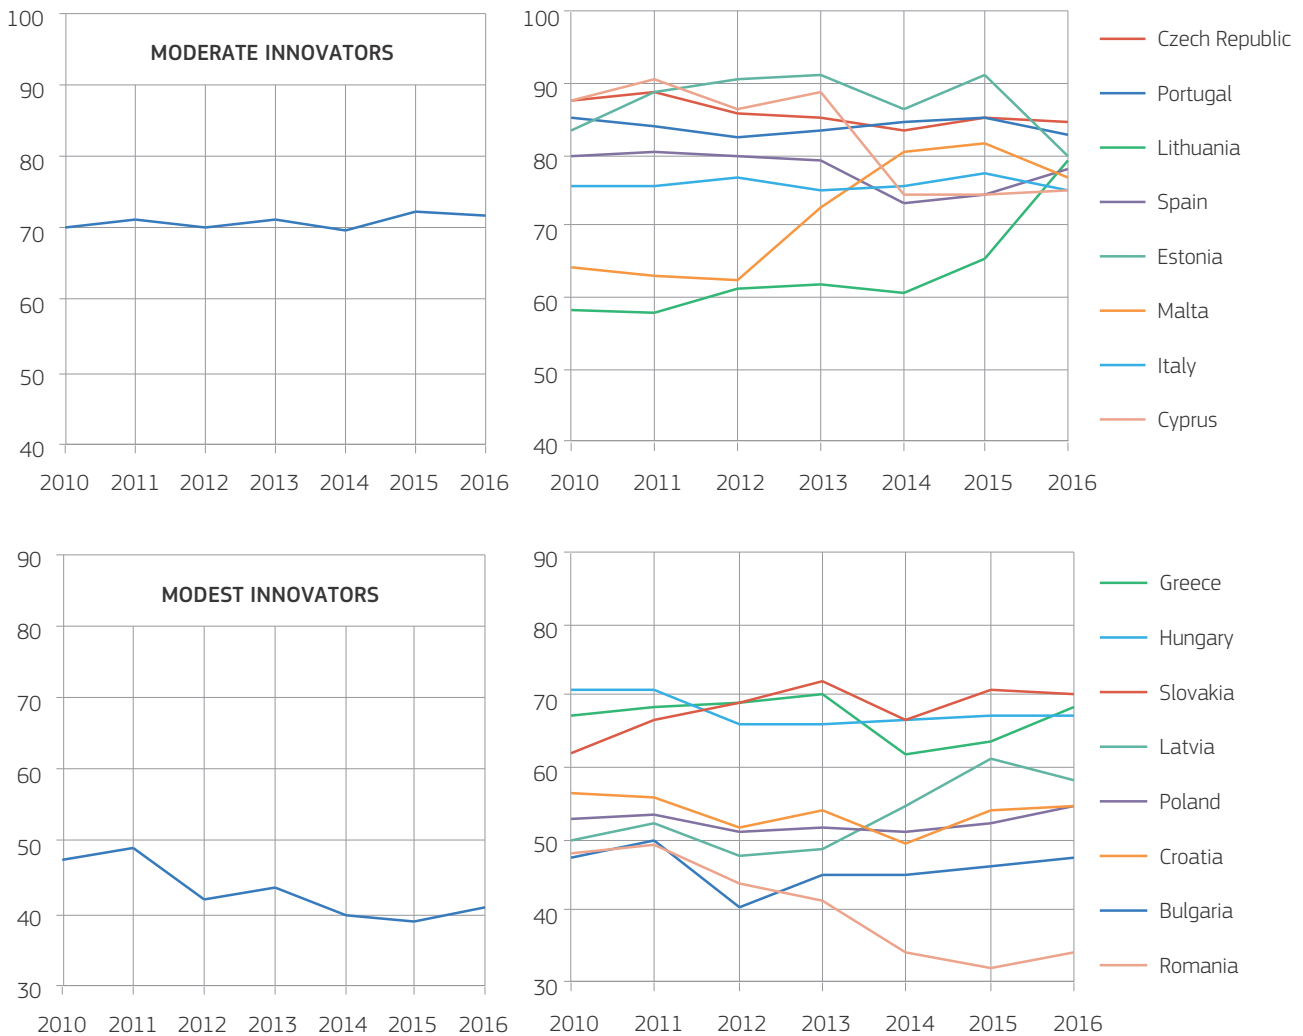 100
MODERATE INNOVATORS
90
80
70
60
50
40
2010 2011 2012 2013 2014 2015 2016
100
90
80
70
60
50
40
2010 2011 2012 2013 2014 2015 2016
Czech Republic
Portugal
Lithuania
Spain
Estonia
Malta
Italy
Cyprus
90
MODEST INNOVATORS
80
70
60
50
40
30
2010 2011 2012 2013 2014 2015 2016
90
80
70
60
50
40
30
2010 2011 2012 2013 2014 2015 2016
Greece
Hungary
Slovakia
Latvia
Poland
Croatia
Bulgaria
Romania